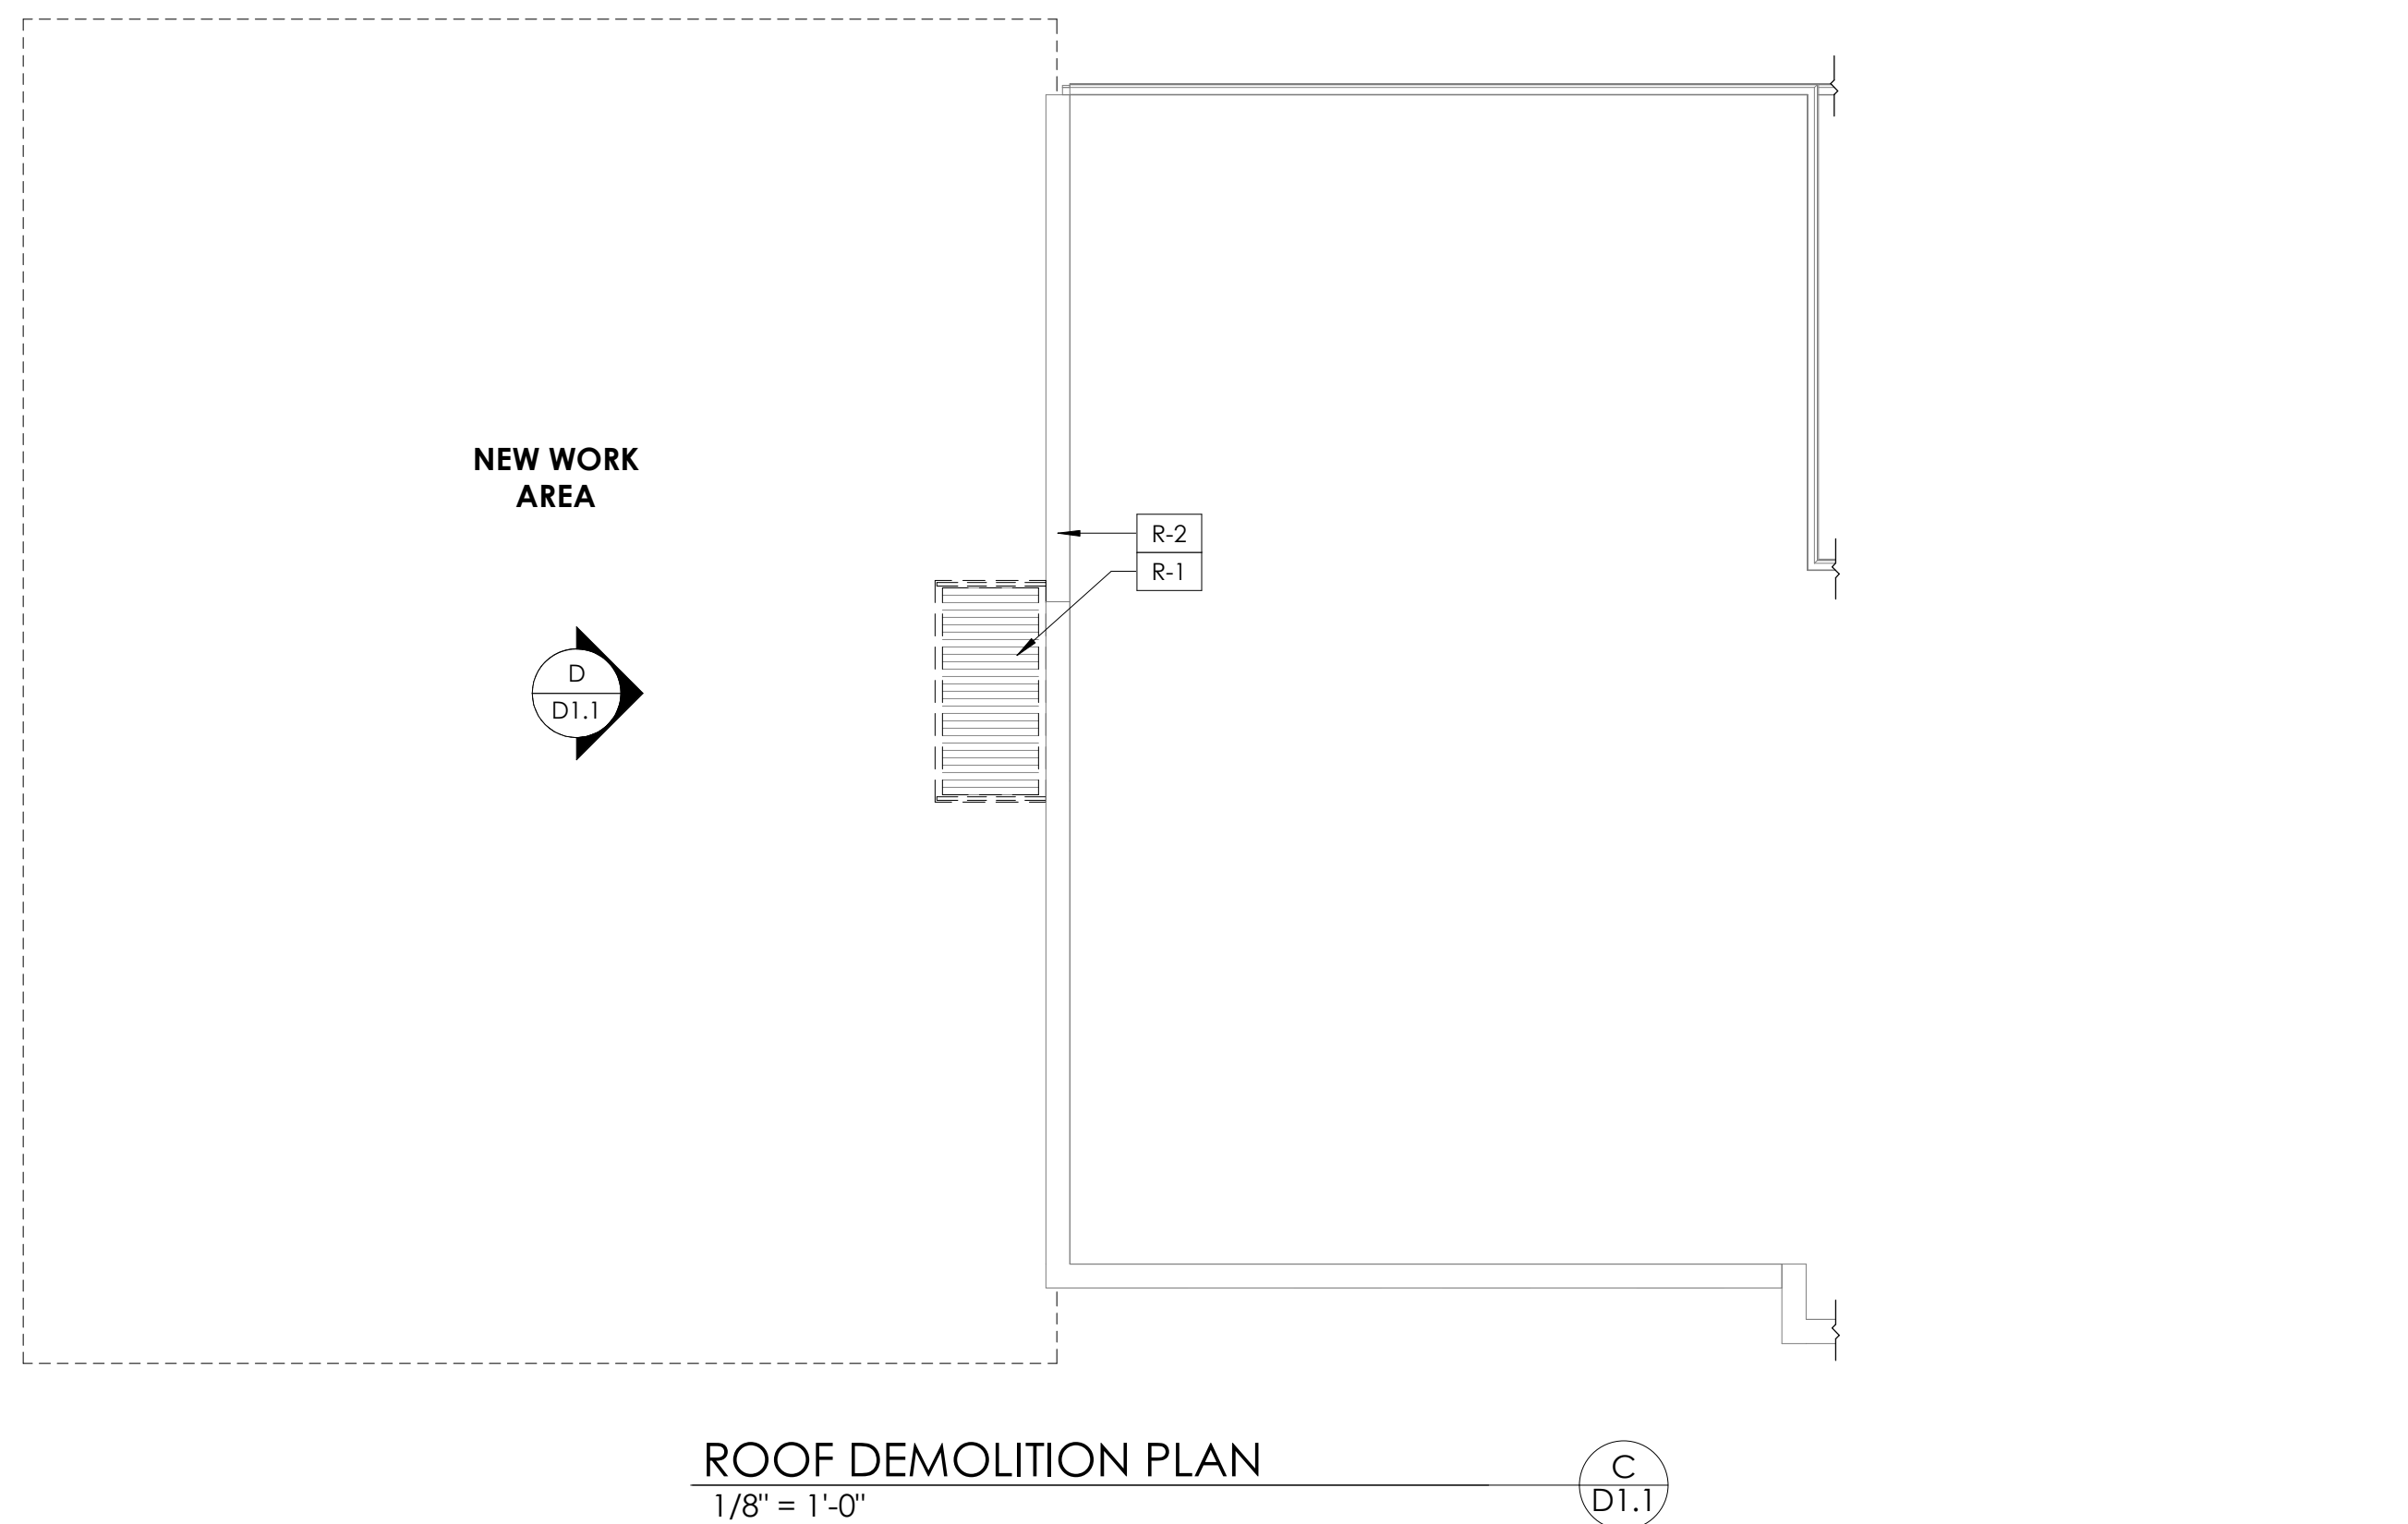 NEW WORK
AREA
R-2
R-1
D
D1.1
ROOF DEMOLITION PLAN
1/8" = 1'-0"
C
D1.1